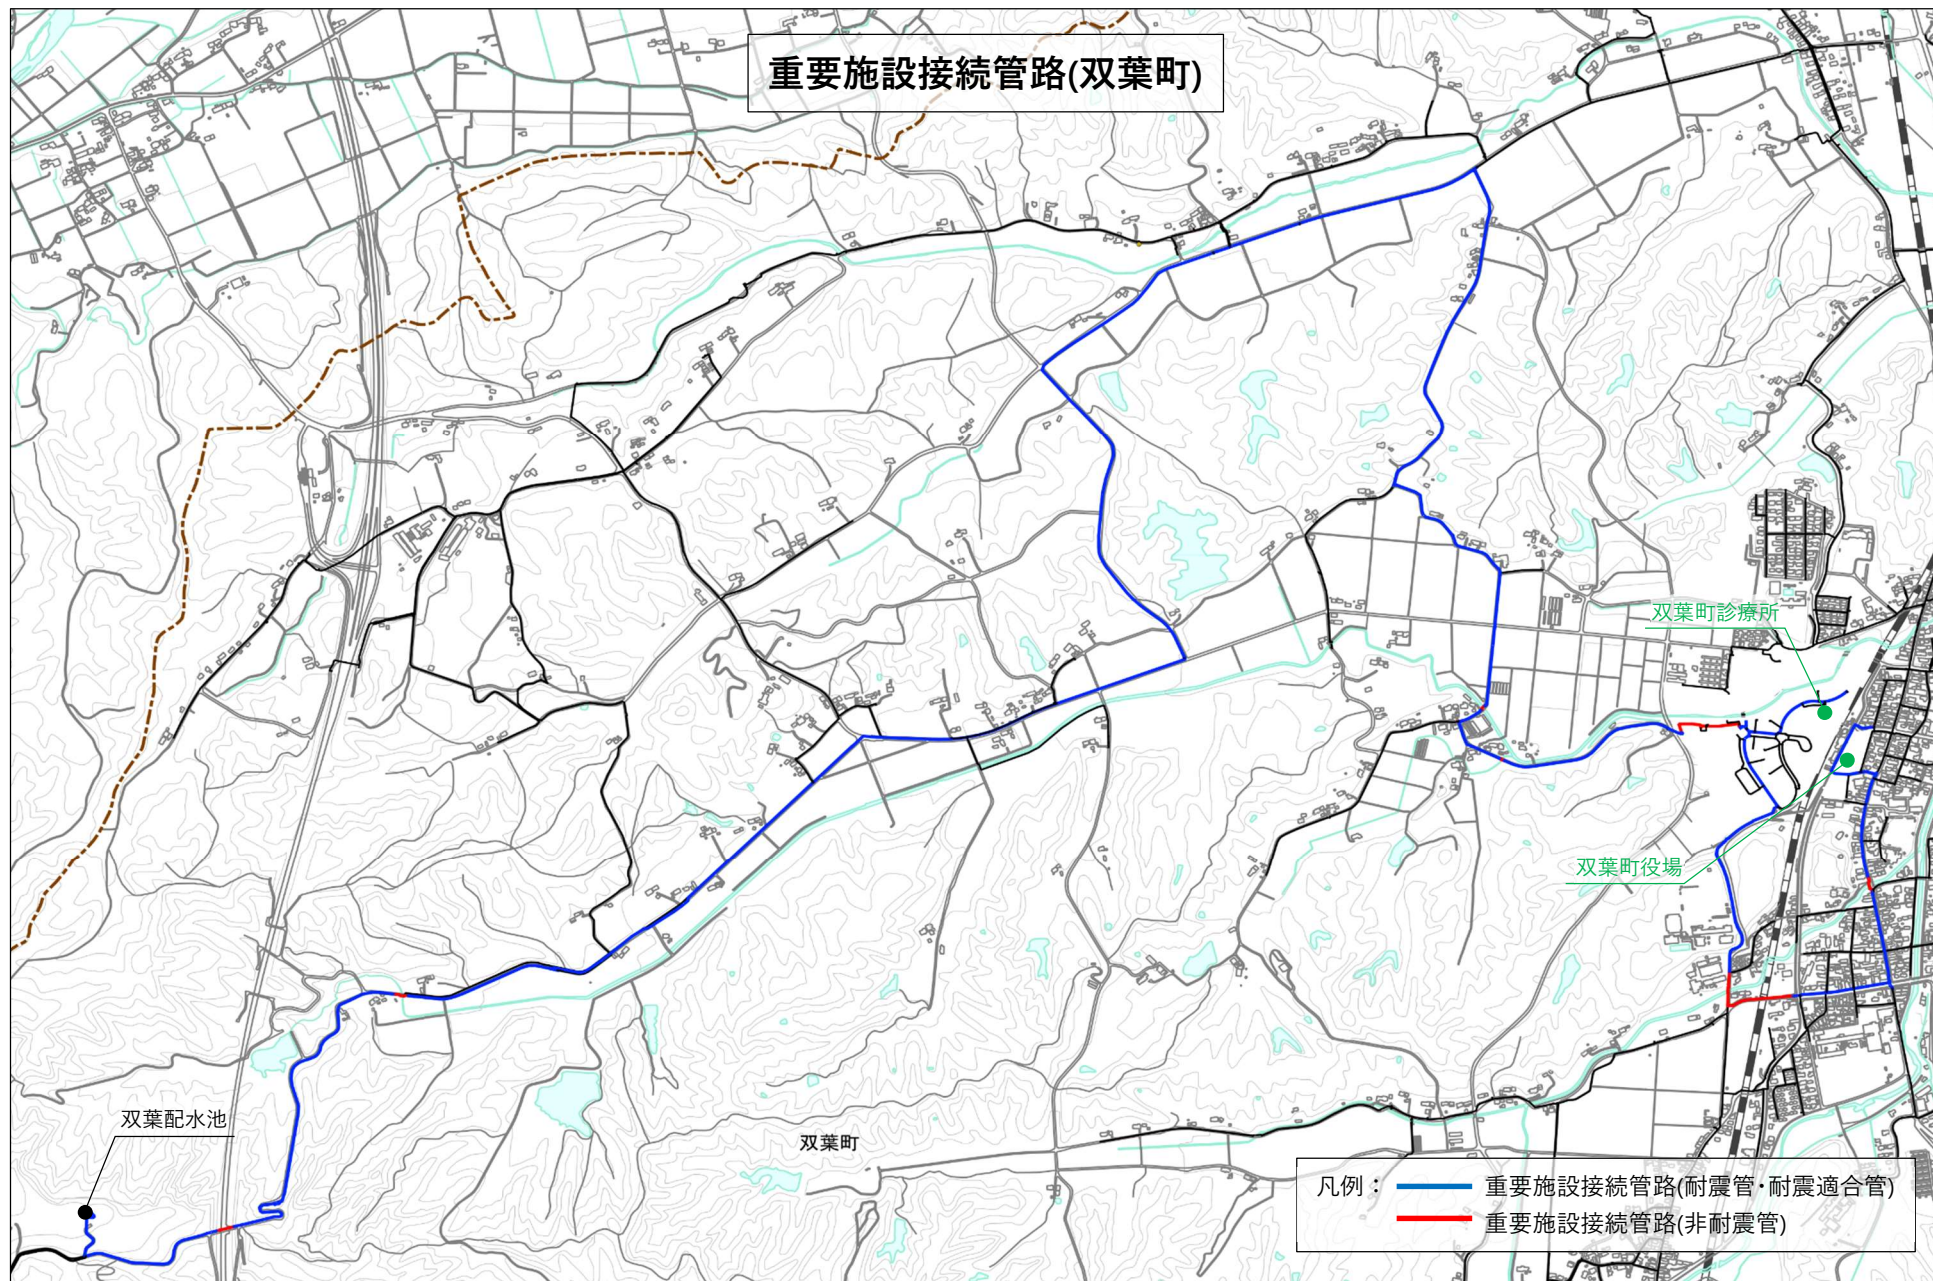 重要施設接続管路(双葉町)
双葉町診療所
双葉町役場
双葉配水池
双葉町
凡例：
重要施設接続管路(耐震管・耐震適合管)
重要施設接続管路(非耐震管)